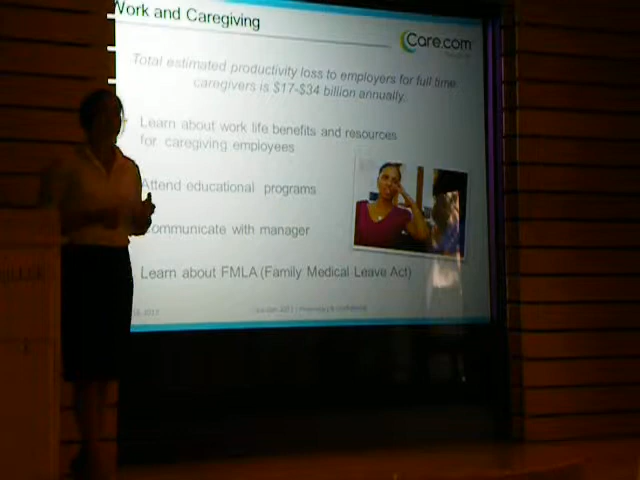 Work and Caregiving
Care.com
Total estimated productivity loss to employers for full time
caregivers is $17-$34 billion annually.
Learn about work life benefits and resources
for caregiving employees
Attend educational programs
ommunicate with manager
Learn about FMLA (Family Medical Leave Act)